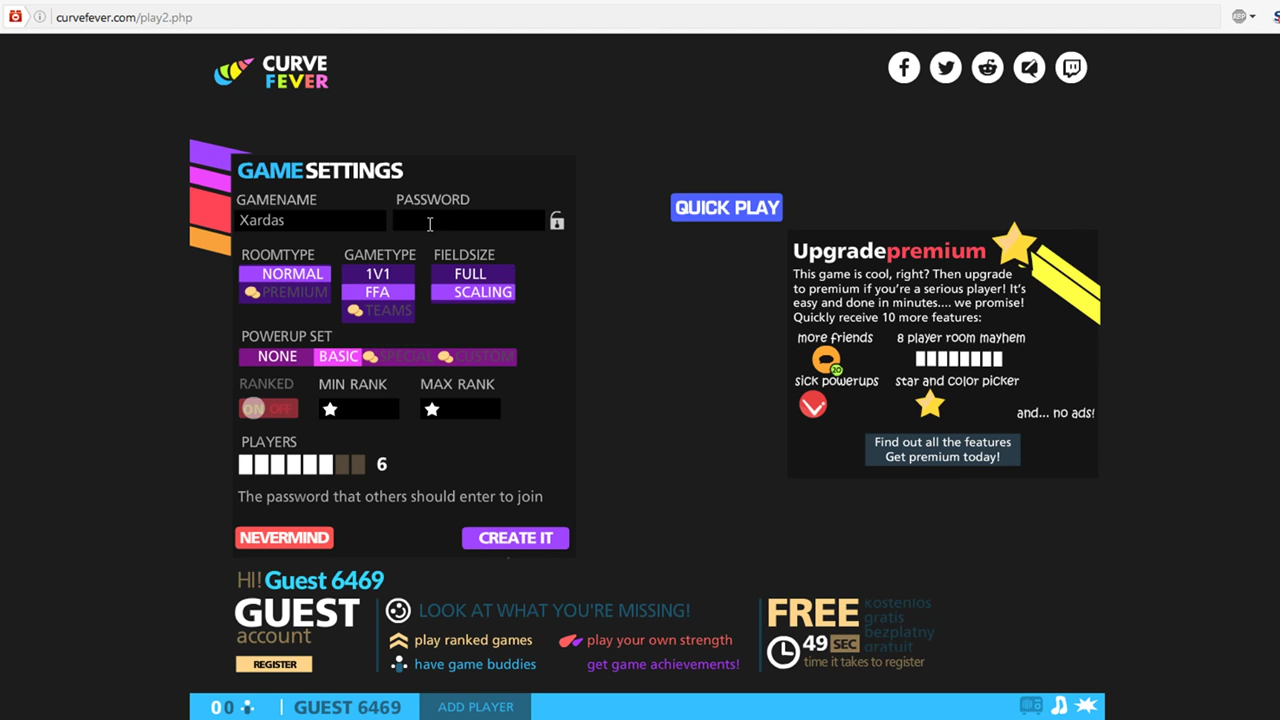 curvefever.com/play2.php
ABP
CURVE
FEVER
GAMESETTINGS
GAMENAME PASSWORD
Xardas
ROOMTYPE GAMETYPE FIELDSIZE
NORMAL 1V1 FULL
PREMIUM FFA SCALING
TEAMS
POWERUP SET
NONE BASIC SPECIAL CUSTOM
RANKED MIN RANK MAX RANK
ON OFF
PLAYERS
6
The password that others should enter to join
NEVERMIND CREATE IT
QUICK PLAY
Upgradepremium
This game is cool, right? Then upgrade
to premium if you're a serious player! It's
easy and done in minutes.... we promise!
Quickly receive 10 more features:
more friends 8 player room mayhem
20
sick powerups star and color picker
and... no ads!
Find out all the features
Get premium today!
HI! Guest 6469
GUEST
account
REGISTER
LOOK AT WHAT YOU'RE MISSING!
play ranked games play your own strength
have game buddies get game achievements!
FREE kostenlos
gratis
bezplatny
gratuit
49 SEC
time it takes to register
00 | GUEST 6469 ADD PLAYER